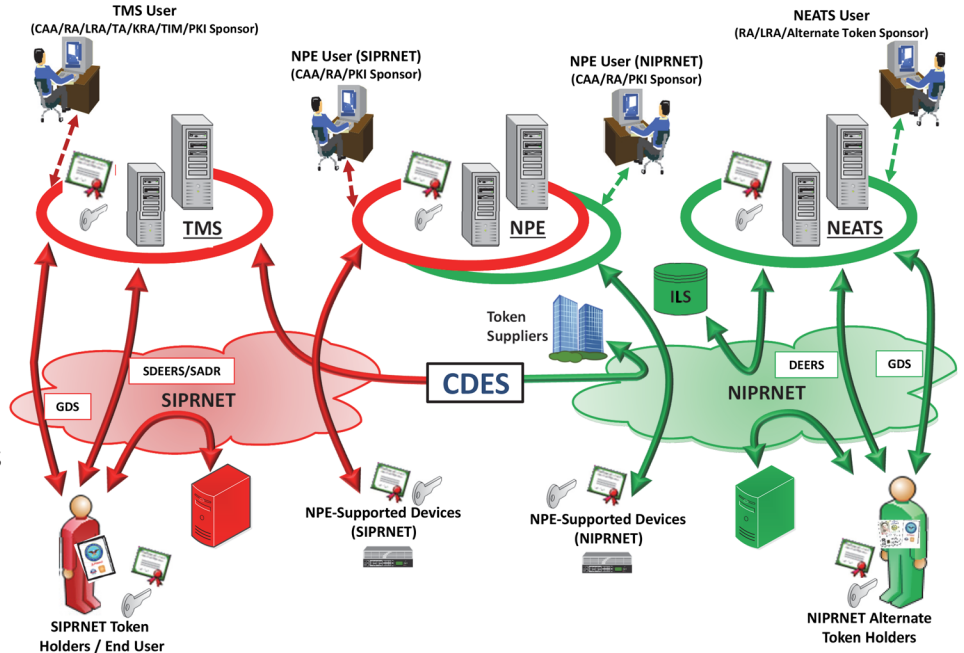 TMS User
(CAA/RA/LRA/TA/KRA/TIM/PKI Sponsor)
NPE User (SIPRNET)
(CAA/RA/PKI Sponsor)
NPE User (NIPRNET)
(CAA/RA/PKI Sponsor)
NEATS User
(RA/LRA/Alternate Token Sponsor)
TMS
NPE
NEATS
ILS
Token
Suppliers
SDEERS/SADR
GDS
SIPRNET
CDES
DEERS
GDS
NIPRNET
NPE-Supported Devices
(SIPRNET)
NPE-Supported Devices
(NIPRNET)
SIPRNET Token
Holders / End User
NIPRNET Alternate
Token Holders